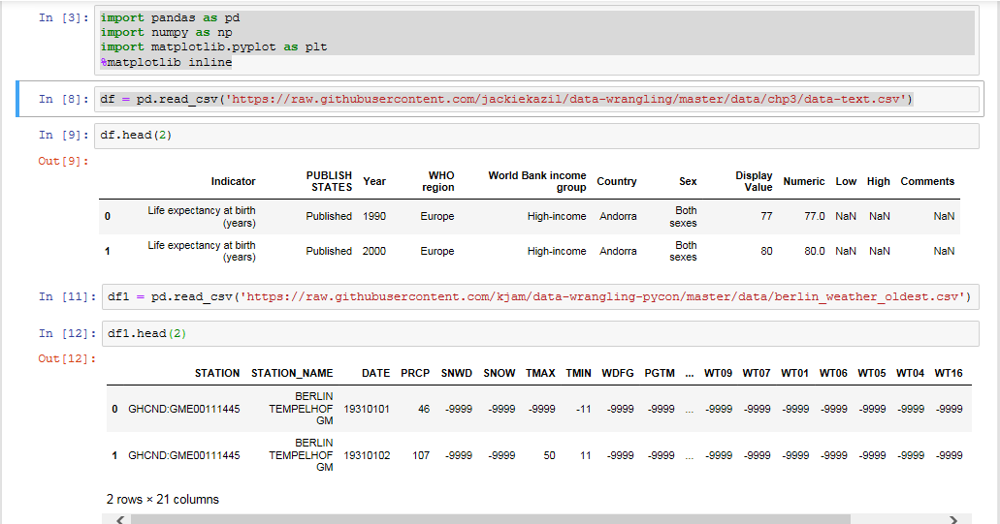 In [3]: import pandas as pd
import numpy as np
import matplotlib.pyplot as plt
%matplotlib inline
In [8]: df = pd.read_csv('https://raw.githubusercontent.com/jackiekazil/data-wrangling/master/data/chp3/data-text.csv')
In [9]: df.head(2)
Out[9]:
Indicator PUBLISH STATES Year WHO region World Bank income group Country Sex Display Value Numeric Low High Comments
0 Life expectancy at birth (years) Published 1990 Europe High-income Andorra Both sexes 77 77.0 NaN NaN NaN
1 Life expectancy at birth (years) Published 2000 Europe High-income Andorra Both sexes 80 80.0 NaN NaN NaN
In [11]: df1 = pd.read_csv('https://raw.githubusercontent.com/kjam/data-wrangling-pycon/master/data/berlin_weather_oldest.csv')
In [12]: df1.head(2)
Out[12]:
STATION STATION_NAME DATE PRCP SNWD SNOW TMAX TMIN WDFG PGTM ... WT09 WT07 WT01 WT06 WT05 WT04 WT16
0 GHCND:GME00111445 BERLIN TEMPELHOF GM 19310101 46 -9999 -9999 -9999 -11 -9999 -9999 ... -9999 -9999 -9999 -9999 -9999 -9999 -9999
1 GHCND:GME00111445 BERLIN TEMPELHOF GM 19310102 107 -9999 -9999 50 11 -9999 -9999 ... -9999 -9999 -9999 -9999 -9999 -9999 -9999
2 rows × 21 columns